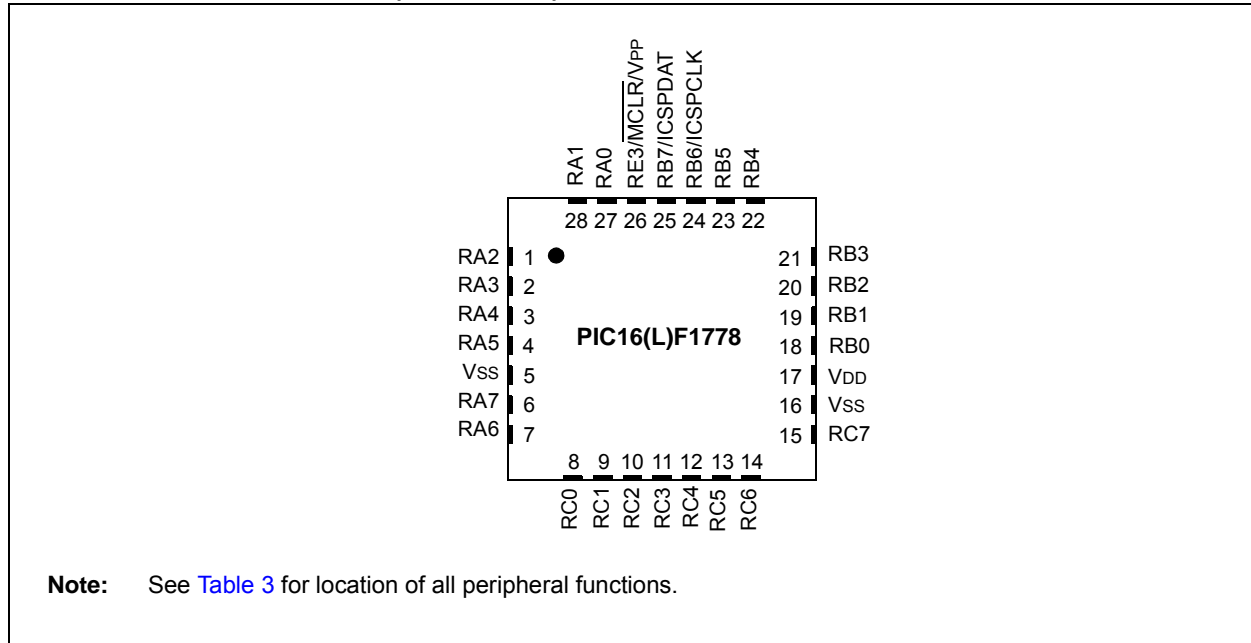 RA1
RA0
RE3/MCLR/VPP
RB7/ICSPDAT
RB6/ICSPCLK
RB5
RB4
28 27 26 25 24 23 22
RA2 1
RA3 2
RA4 3
RA5 4
VSS 5
RA7 6
RA6 7
PIC16(L)F1778
21 RB3
20 RB2
19 RB1
18 RB0
17 VDD
16 VSS
15 RC7
8 9 10 11 12 13 14
RC0
RC1
RC2
RC3
RC4
RC5
RC6
Note: See Table 3 for location of all peripheral functions.